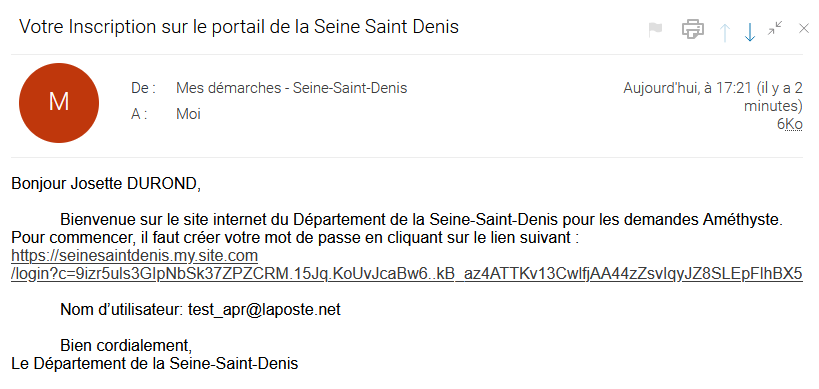 Votre Inscription sur le portail de la Seine Saint Denis
M
De : Mes démarches - Seine-Saint-Denis
Aujourd'hui, à 17:21 (il y a 2
minutes)
A : Moi
6Ko
Bonjour Josette DUROND,
Bienvenue sur le site internet du Département de la Seine-Saint-Denis pour les demandes Améthyste.
Pour commencer, il faut créer votre mot de passe en cliquant sur le lien suivant :
https://seinesaintdenis.my.site.com
/login?c=9izr5uls3GlpNbSk37ZPZCRM.15Jq.KoUvJcaBw6..kB_az4ATTKv13CwlfjAA44zZsvlqyJZ8SLEpFlhBX5
Nom d’utilisateur: test_apr@laposte.net
Bien cordialement,
Le Département de la Seine-Saint-Denis